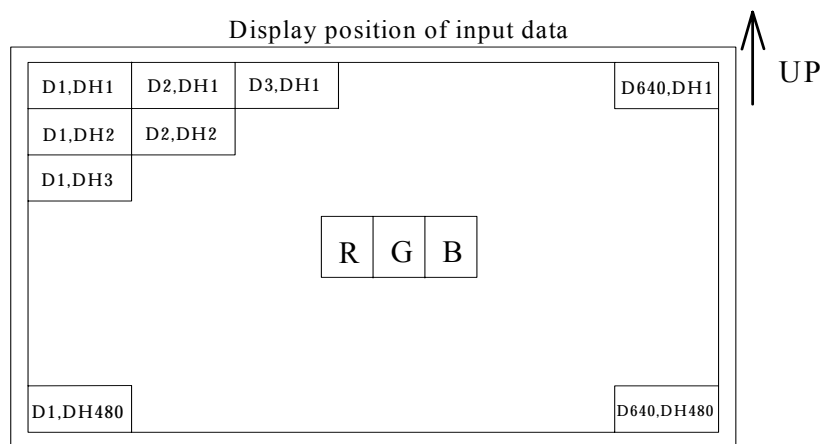 Display position of input data
UP
D1,DH1 D2,DH1 D3,DH1 D640,DH1
D1,DH2 D2,DH2
D1,DH3
R G B
D1,DH480 D640,DH480